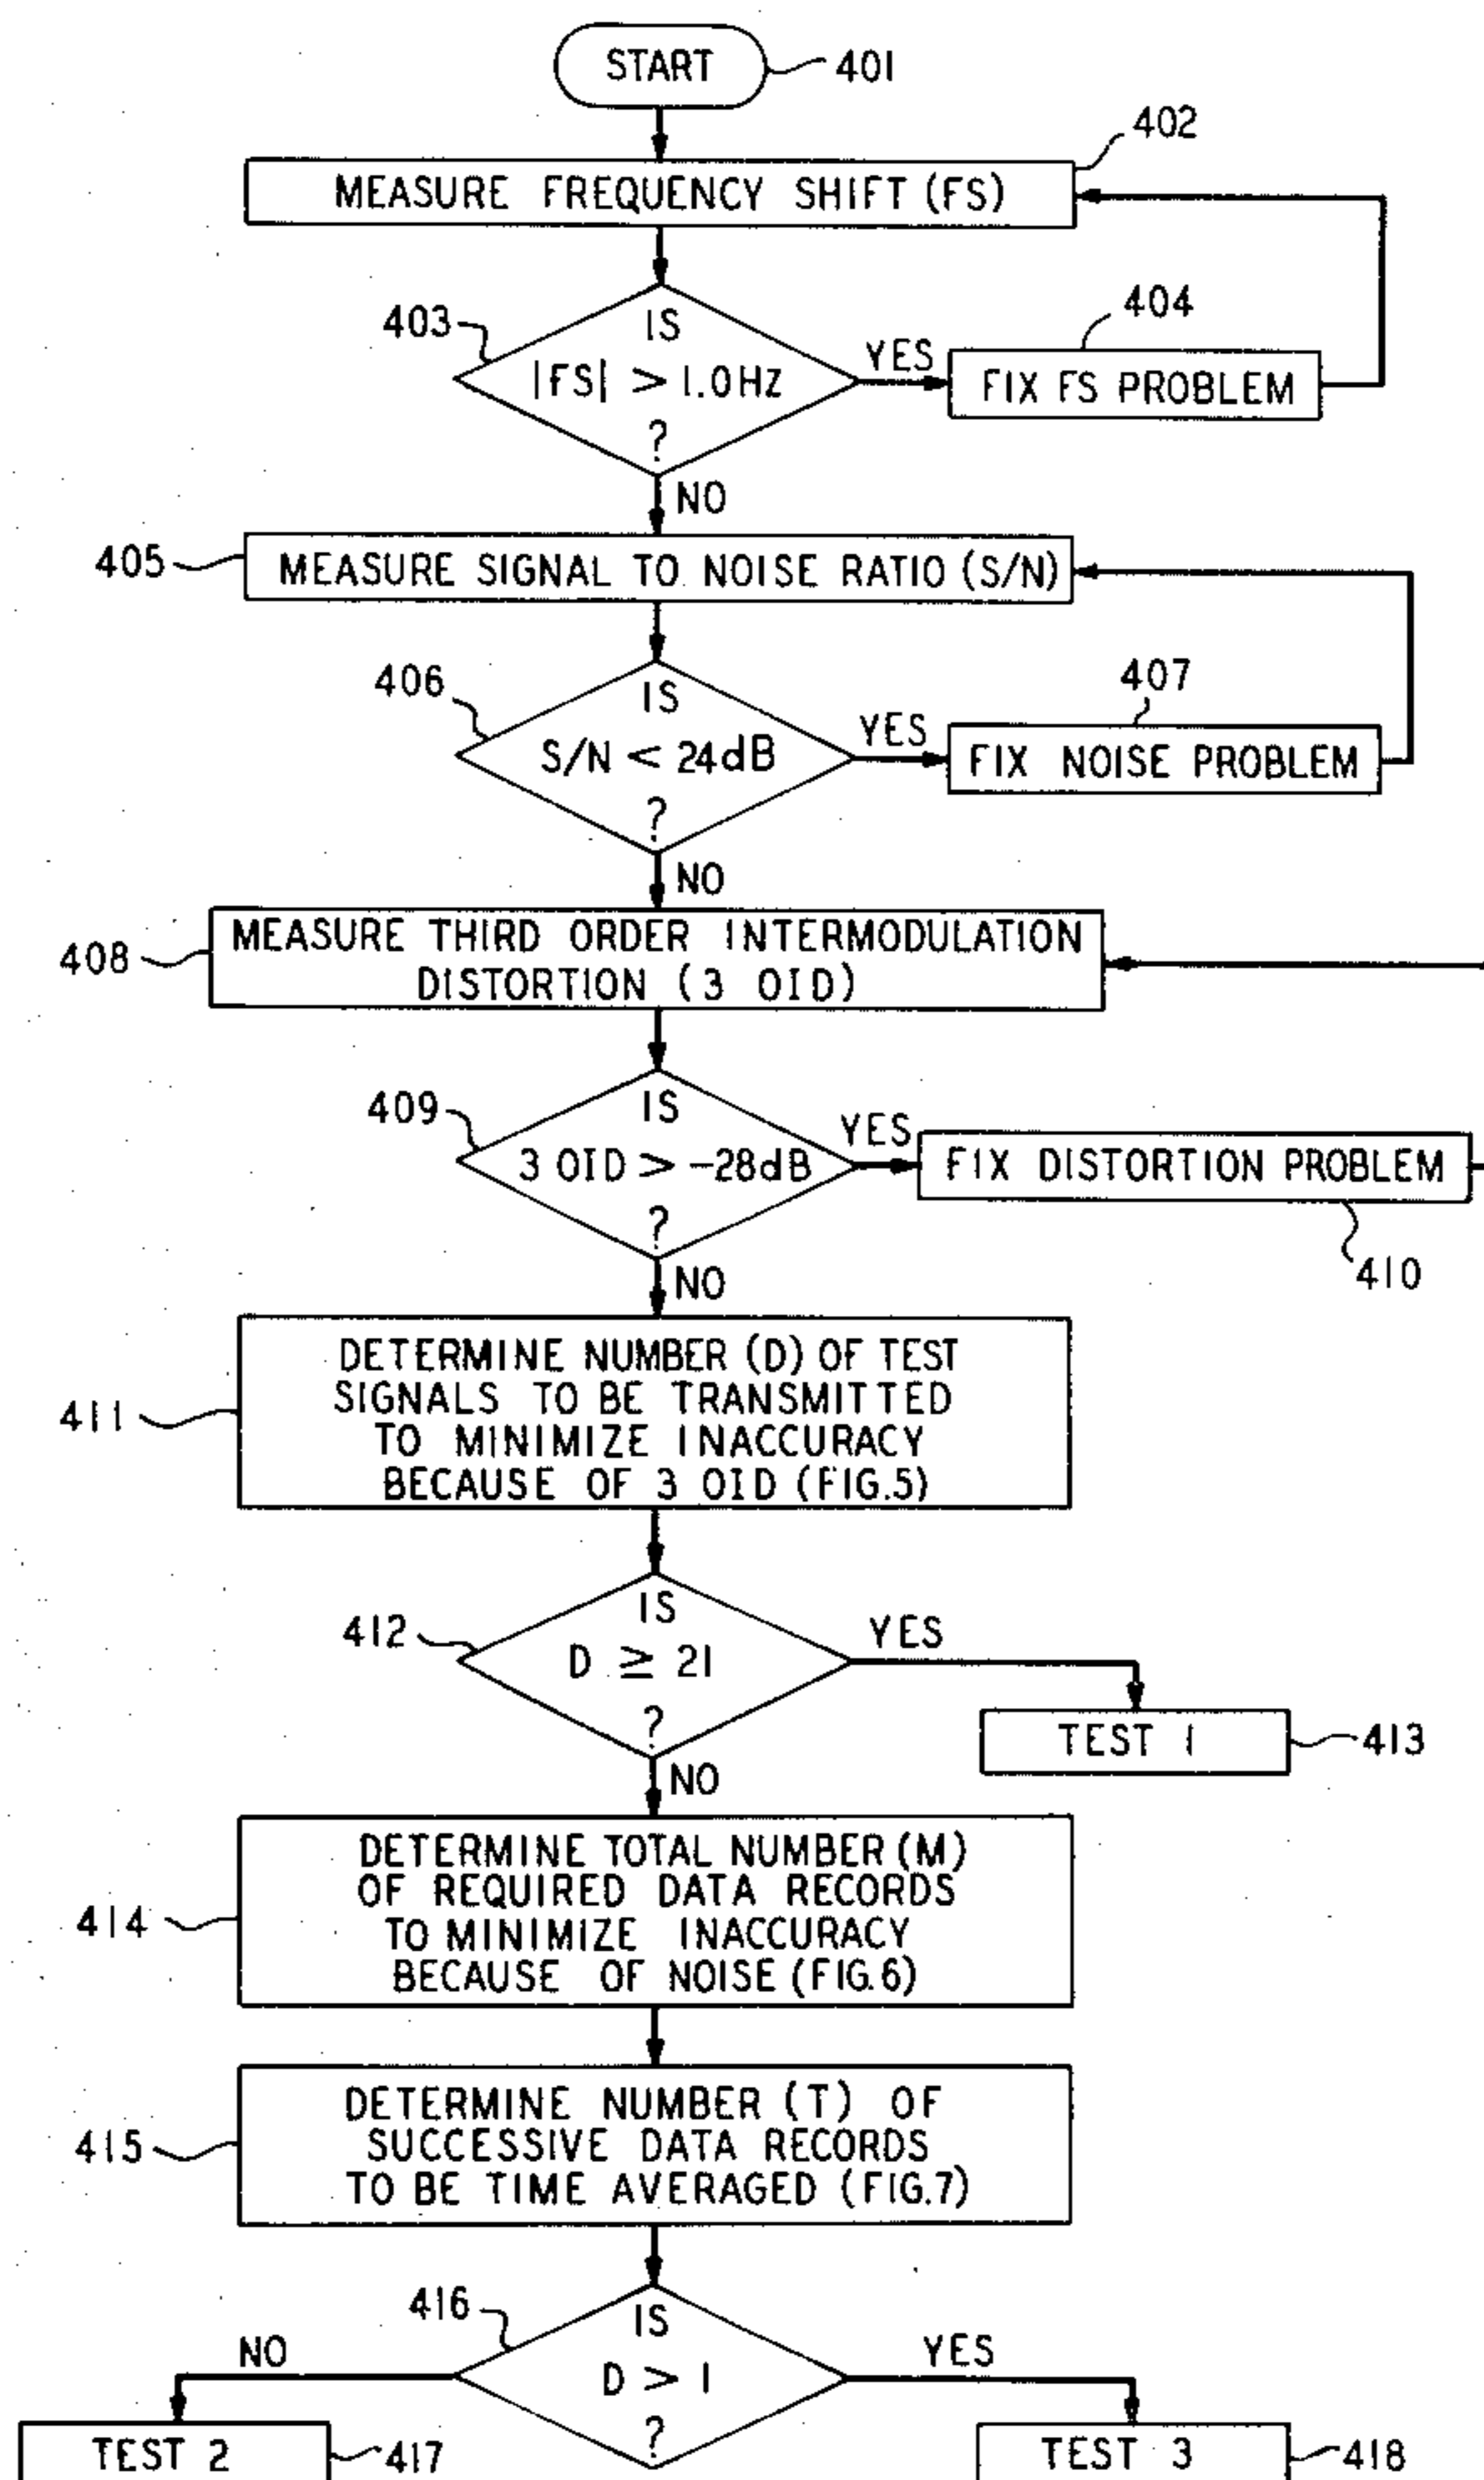 START
401
402
MEASURE FREQUENCY SHIFT (FS)
403
IS
|FS| > 1.0HZ
?
YES
404
FIX FS PROBLEM
NO
405
MEASURE SIGNAL TO NOISE RATIO (S/N)
406
IS
S/N < 24dB
?
YES
407
FIX NOISE PROBLEM
NO
408
MEASURE THIRD ORDER INTERMODULATION
DISTORTION (3 OID)
409
IS
3 OID > -28dB
?
YES
FIX DISTORTION PROBLEM
410
NO
411
DETERMINE NUMBER (D) OF TEST
SIGNALS TO BE TRANSMITTED
TO MINIMIZE INACCURACY
BECAUSE OF 3 OID (FIG.5)
412
IS
D ≥ 21
?
YES
TEST 1
413
NO
414
DETERMINE TOTAL NUMBER (M)
OF REQUIRED DATA RECORDS
TO MINIMIZE INACCURACY
BECAUSE OF NOISE (FIG.6)
415
DETERMINE NUMBER (T) OF
SUCCESSIVE DATA RECORDS
TO BE TIME AVERAGED (FIG.7)
416
IS
D > 1
?
NO
YES
TEST 2
417
TEST 3
418